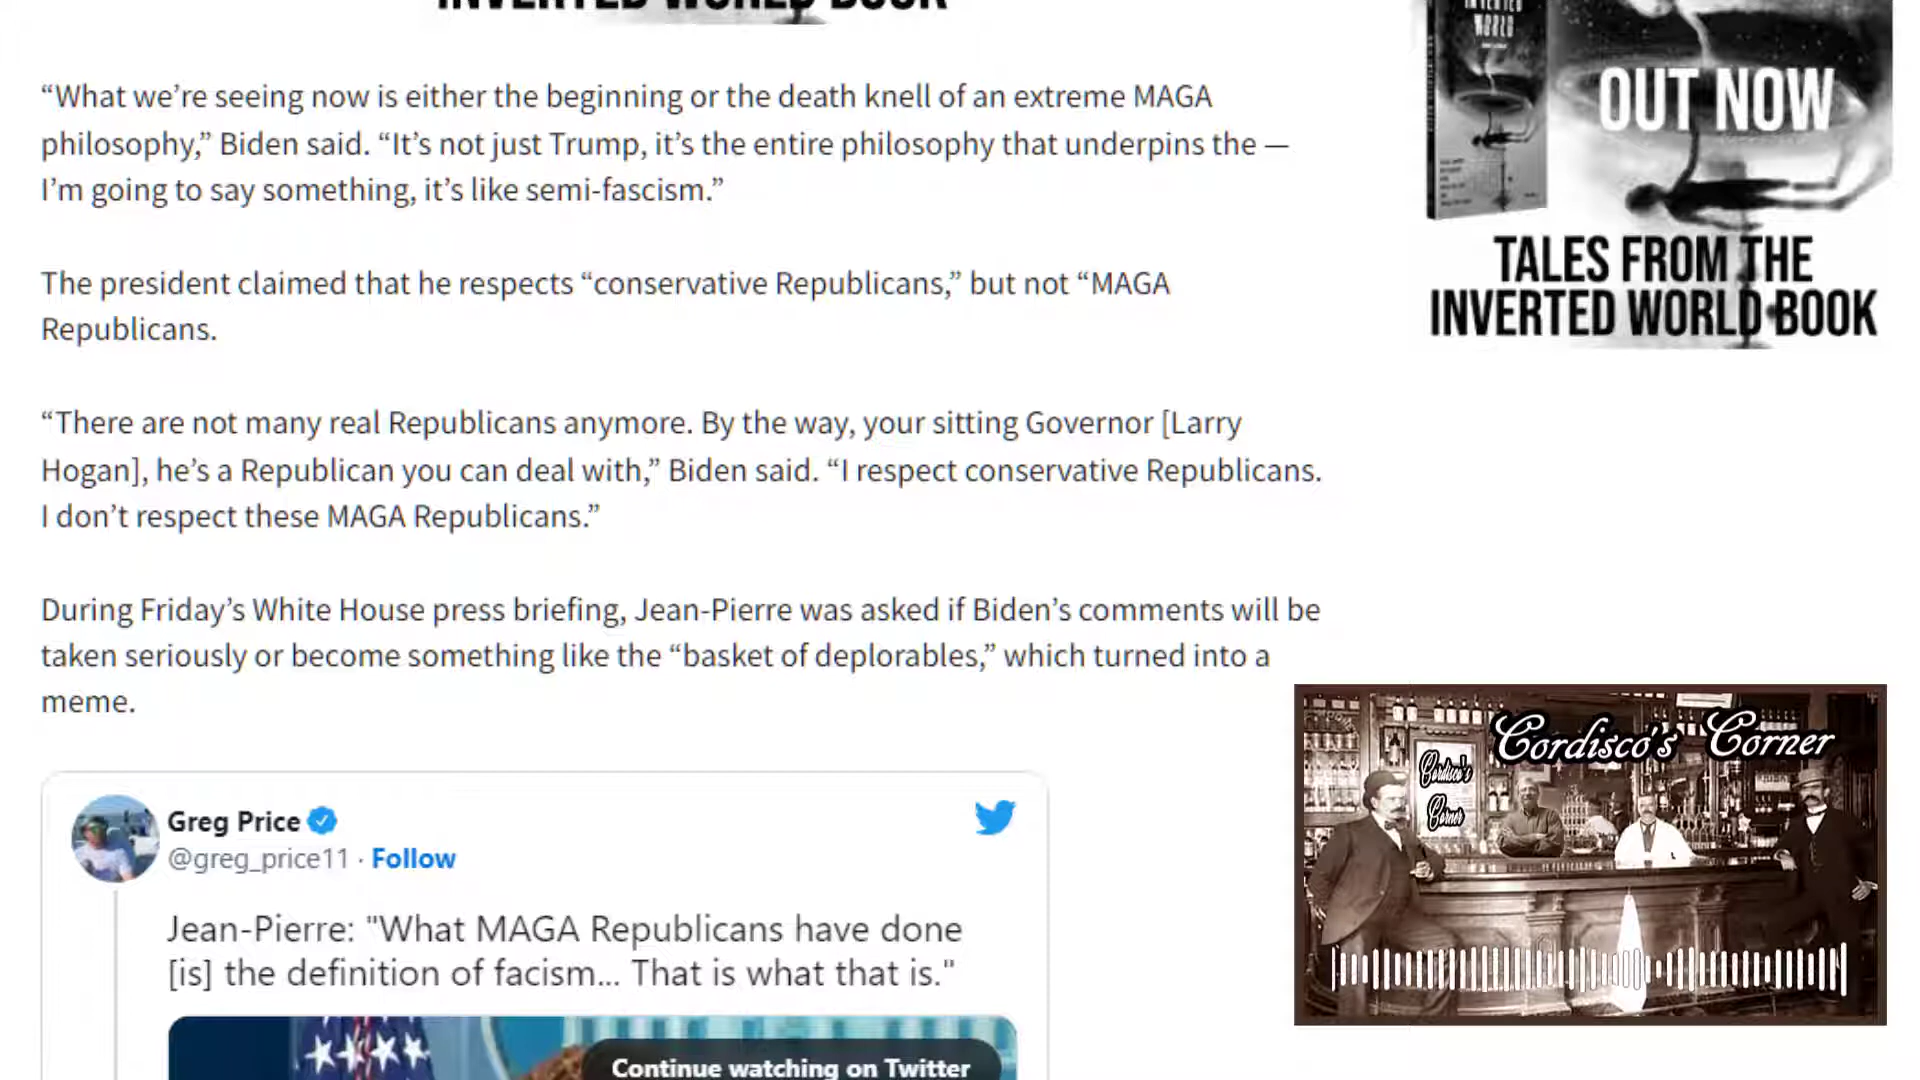 INVERTED WORLD BOOK
“What we’re seeing now is either the beginning or the death knell of an extreme MAGA
philosophy,” Biden said. “It’s not just Trump, it’s the entire philosophy that underpins the —
I’m going to say something, it’s like semi-fascism.”
The president claimed that he respects “conservative Republicans,” but not “MAGA
Republicans.
“There are not many real Republicans anymore. By the way, your sitting Governor [Larry
Hogan], he’s a Republican you can deal with,” Biden said. “I respect conservative Republicans.
I don’t respect these MAGA Republicans.”
During Friday’s White House press briefing, Jean-Pierre was asked if Biden’s comments will be
taken seriously or become something like the “basket of deplorables,” which turned into a
meme.
Greg Price
@greg_price11 · Follow
Jean-Pierre: "What MAGA Republicans have done
[is] the definition of facism... That is what that is."
Continue watching on Twitter
INVERTED
WORLD
OUT NOW
TALES FROM THE
INVERTED WORLD BOOK
Cordisco's Corner
Cordisco's
Corner